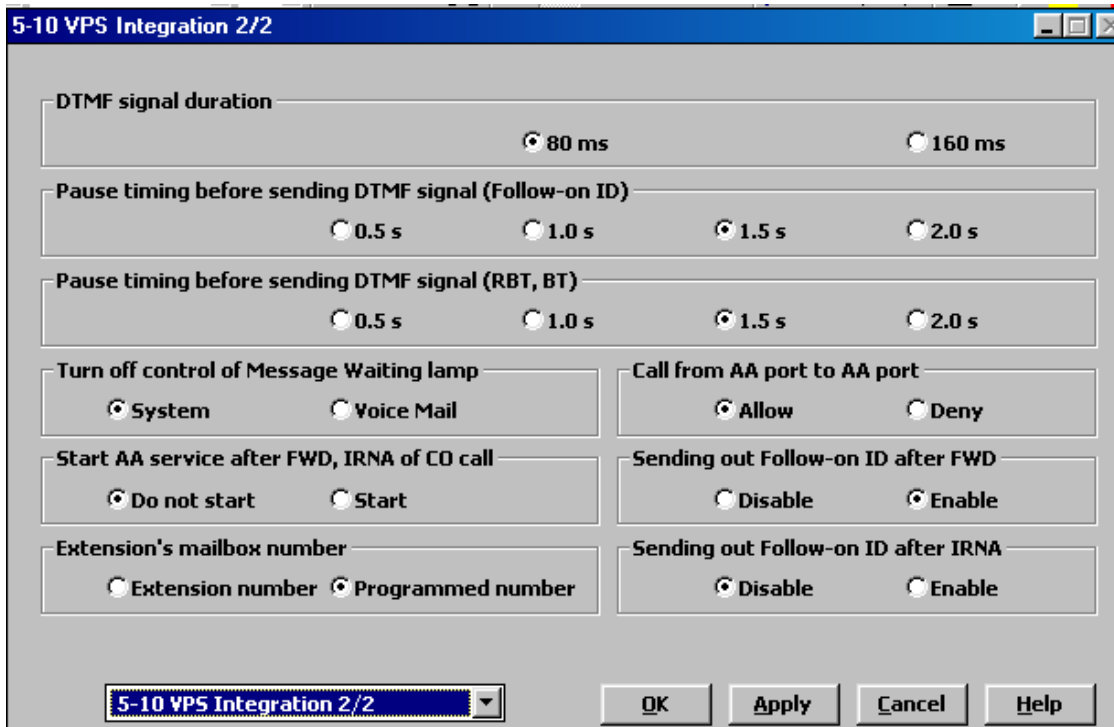 5-10 VPS Integration 2/2
DTMF signal duration
80 ms 160 ms
Pause timing before sending DTMF signal (Follow-on ID)
0.5 s 1.0 s 1.5 s 2.0 s
Pause timing before sending DTMF signal (RBT, BT)
0.5 s 1.0 s 1.5 s 2.0 s
Turn off control of Message Waiting lamp
System Voice Mail
Call from AA port to AA port
Allow Deny
Start AA service after FWD, IRNA of CO call
Do not start Start
Sending out Follow-on ID after FWD
Disable Enable
Extension's mailbox number
Extension number Programmed number
Sending out Follow-on ID after IRNA
Disable Enable
5-10 VPS Integration 2/2
OK Apply Cancel Help